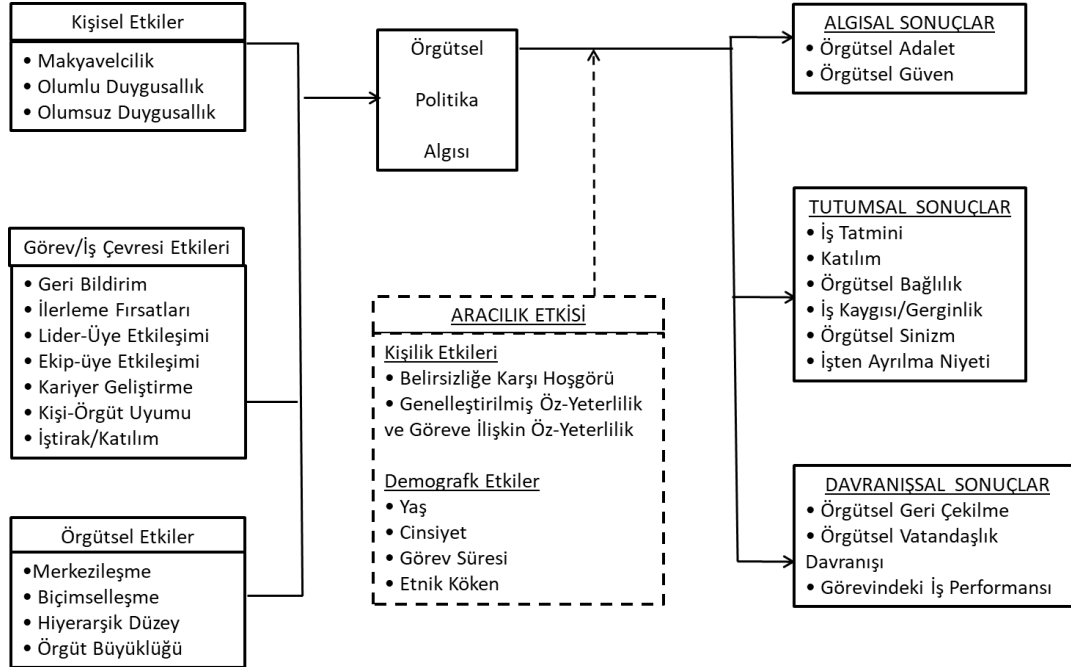 Kişisel Etkiler
• Makyavelcilik
• Olumlu Duygusallık
• Olumsuz Duygusallık
Görev/İş Çevresi Etkileri
• Geri Bildirim
• İlerleme Fırsatları
• Lider-Üye Etkileşimi
• Ekip-üye Etkileşimi
• Kariyer Geliştirme
• Kişi-Örgüt Uyumu
• İştirak/Katılım
Örgütsel Etkiler
•Merkezileşme
• Biçimselleşme
• Hiyerarşik Düzey
• Örgüt Büyüklüğü
Örgütsel
Politika
Algısı
ARACILIK ETKİSİ
Kişilik Etkileri
• Belirsizliğe Karşı Hoşgörü
• Genelleştirilmiş Öz-Yeterlilik
ve Göreve İlişkin Öz-Yeterlilik
Demografk Etkiler
• Yaş
• Cinsiyet
• Görev Süresi
• Etnik Köken
ALGISAL SONUÇLAR
• Örgütsel Adalet
• Örgütsel Güven
TUTUMSAL SONUÇLAR
• İş Tatmini
• Katılım
• Örgütsel Bağlılık
• İş Kaygısı/Gerginlik
• Örgütsel Sinizm
• İşten Ayrılma Niyeti
DAVRANIŞSAL SONUÇLAR
• Örgütsel Geri Çekilme
• Örgütsel Vatandaşlık
Davranışı
• Görevindeki İş Performansı